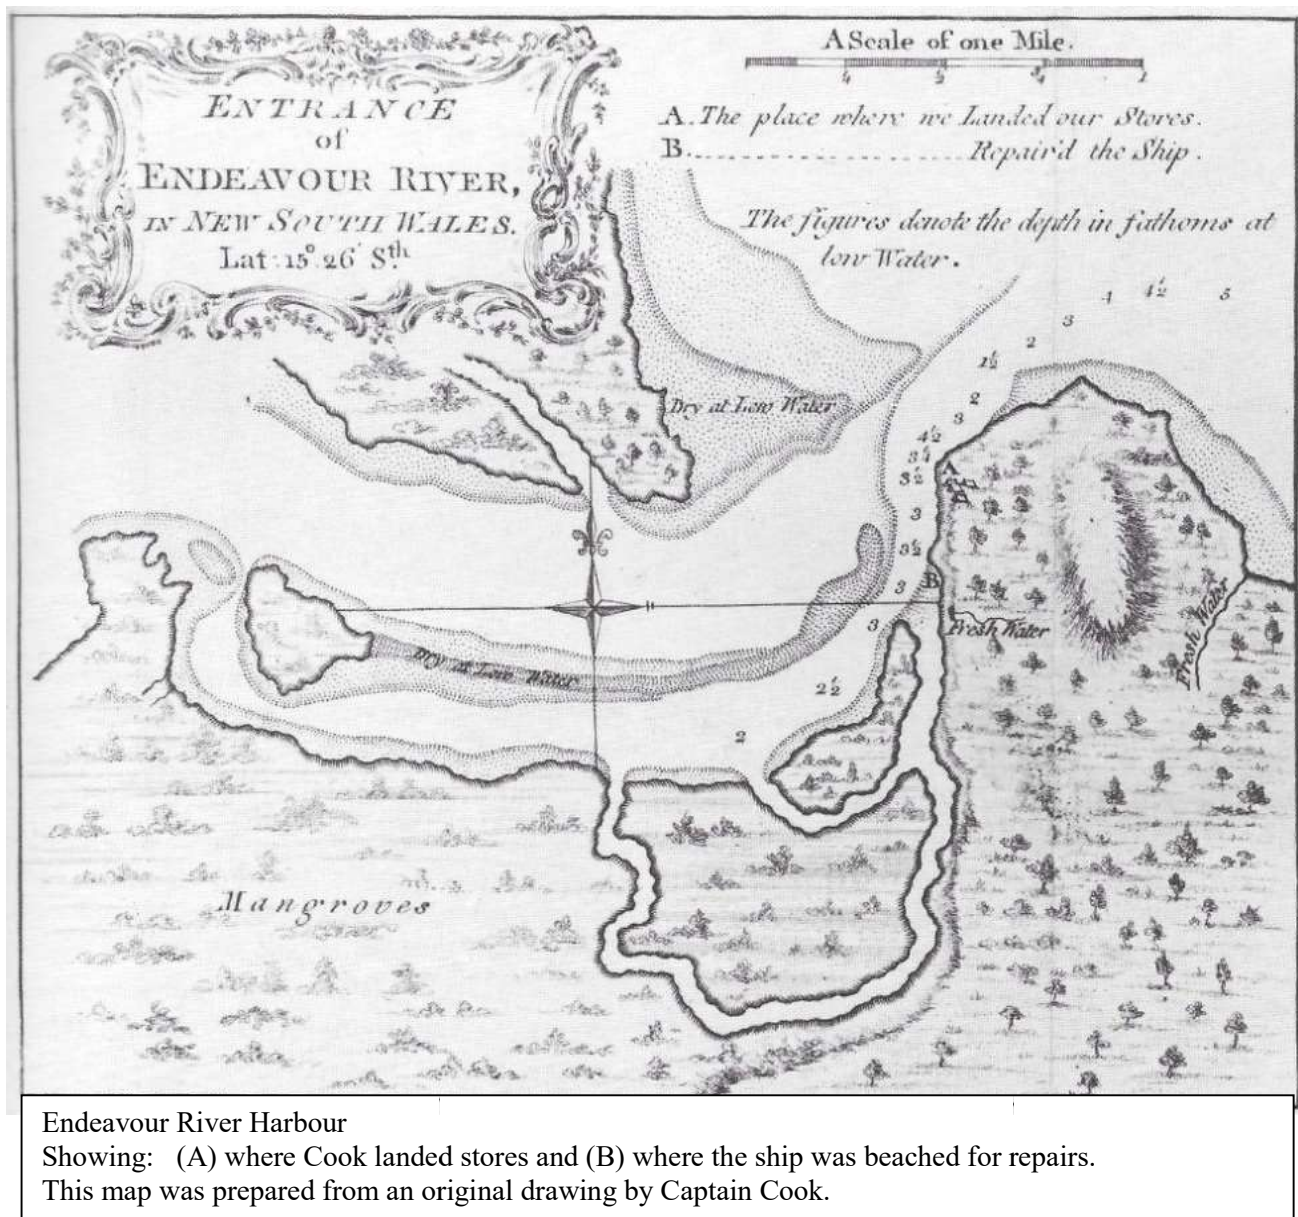 ENTRANCE
of
ENDEAVOUR RIVER,
IN NEW SOUTH WALES.
Lat: 15° 26' Sth.
A Scale of one Mile.
1/4 1/2 3/4 1
A. The place where we Landed our Stores.
B. ............................ Repair'd the Ship.
The figures denote the depth in fathoms at
low Water.
4 4½ 5
3
2
1½
2
3
4½
3¼
3½
3
3½
3
3
2½
2
Dry at Low Water
A
B
Fresh Water
Fresh Water
Dry at Low Water
Mangroves
Endeavour River Harbour
Showing: (A) where Cook landed stores and (B) where the ship was beached for repairs.
This map was prepared from an original drawing by Captain Cook.